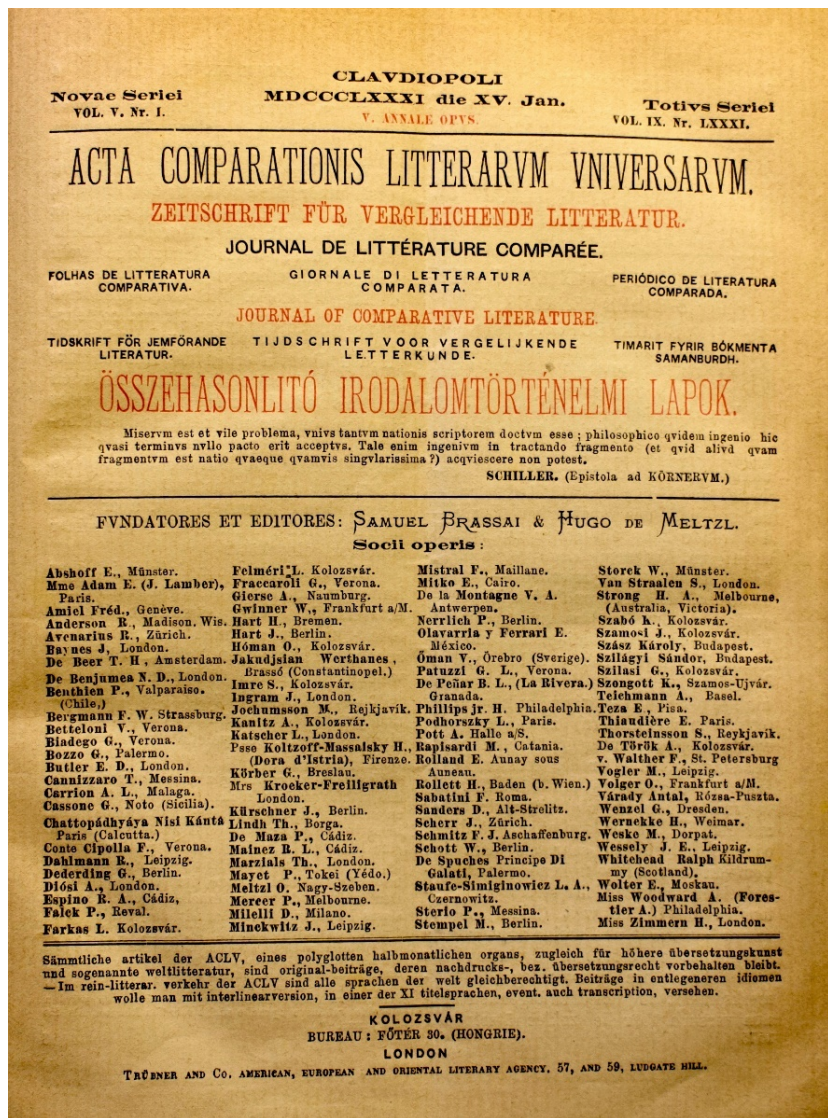 CLAVDIOPOLI
Novae Seriei
MDCCCLXXXI die XV. Jan.
Totivs Seriei
VOL. V. Nr. I.
V. ANNALE OPVS.
VOL. IX. Nr. LXXXI.
ACTA COMPARATIONIS LITTERARVM VNIVERSARVM.
ZEITSCHRIFT FÜR VERGLEICHENDE LITTERATUR.
JOURNAL DE LITTÉRATURE COMPARÉE.
FOLHAS DE LITTERATURA
COMPARATIVA.
GIORNALE DI LETTERATURA
COMPARATA.
PERIÓDICO DE LITERATURA
COMPARADA.
JOURNAL OF COMPARATIVE LITERATURE.
TIDSKRIFT FÖR JEMFÖRANDE
LITERATUR.
TIJDSCHRIFT VOOR VERGELIJKENDE
LETTERKUNDE.
TIMARIT FYRIR BÓKMENTA
SAMANBURDH.
ÖSSZEHASONLITÓ IRODALOMTÖRTÉNELMI LAPOK.
Miservm est et vile problema, vnivs tantvm nationis scriptorem doctvm esse; philosophico qvidem ingenio hic
qvasi terminvs nvllo pacto erit acceptvs. Tale enim ingenivm in tractando fragmento (et qvid alivd qvam
fragmentvm est natio qvaeqve qvamvis singvlarissima?) acqviescere non potest.
SCHILLER. (Epistola ad KÖRNERVM.)
FVNDATORES ET EDITORES: SAMUEL BRASSAI & HUGO DE MELTZL.
Socii operis:
Abshoff E., Münster.
Mme Adam E. (J. Lamber),
Paris.
Amiel Fréd., Genève.
Anderson R., Madison. Wis.
Avenarius R., Zürich.
Baynes J, London.
De Beer T. H, Amsterdam.
De Benjumea N. D., London.
Benthien P., Valparaiso.
(Chile,)
Bergmann F. W. Strassburg.
Betteloni V., Verona.
Biadego G., Verona.
Bozzo G., Palermo.
Butler E. D., London.
Cannizzaro T., Messina.
Carrion A. L., Malaga.
Cassone G., Noto (Sicilia).
Chattopádhyáya Nisi Kántá
Paris (Calcutta.)
Conte Cipolla F., Verona.
Dahlmann R., Leipzig.
Dederding G., Berlin.
Diósi A., London.
Espino R. A., Cádiz,
Falck P., Reval.
Farkas L. Kolozsvár.
Felméri L. Kolozsvár.
Fraccaroli G., Verona.
Gierse A., Naumburg.
Gwinner W., Frankfurt a/M.
Hart H., Bremen.
Hart J., Berlin.
Hóman O., Kolozsvár.
Jakudjsian Werthanes,
Brassó (Constantinopel.)
Imre S., Kolozsvár.
Ingram J., London.
Jochumsson M., Rejkjavik.
Kanitz A., Kolozsvár.
Katscher L., London.
Psse Koltzoff-Massalsky H.,
(Dora d'Istria), Firenze.
Körber G., Breslau.
Mrs Kroeker-Freiligrath
London.
Kürschner J., Berlin.
Lindh Th., Borga.
De Maza P., Cádiz.
Mainez R. L., Cádiz.
Marzials Th., London.
Mayet P., Tokei (Yédo.)
Meltzl O. Nagy-Szeben.
Mercer P., Melbourne.
Milelli D., Milano.
Minckwitz J., Leipzig.
Mistral F., Maillane.
Mitko E., Cairo.
De la Montagne V. A.
Antwerpen.
Nerrlich P., Berlin.
Olavarria y Ferrari E.
México.
Öman V., Örebro (Sverige).
Patuzzi G. L., Verona.
De Peñar B. L., (La Rivera.)
Granada.
Phillips jr. H. Philadelphia.
Podhorszky L., Paris.
Pott A. Halle a/S.
Rapisardi M., Catania.
Rolland E. Aunay sous
Auneau.
Rollett H., Baden (b. Wien.)
Sabatini F. Roma.
Sanders D., Alt-Strelitz.
Scherr J., Zürich.
Schmitz F. J. Aschaffenburg.
Schott W., Berlin.
De Spuches Principe Di
Galati, Palermo.
Staufe-Simiginowicz L. A.,
Czernowitz.
Sterio P., Messina.
Stempel M., Berlin.
Storck W., Münster.
Van Straalen S., London.
Strong H. A., Melbourne,
(Australia, Victoria).
Szabó K., Kolozsvár.
Szamosi J., Kolozsvár.
Szász Károly, Budapest.
Szilágyi Sándor, Budapest.
Szilasi G., Kolozsvár.
Szongott K., Szamos-Ujvár.
Teichmann A., Basel.
Teza E., Pisa.
Thiaudière E. Paris.
Thorsteinsson S., Reykjavik.
De Török A., Kolozsvár.
v. Walther F., St. Petersburg
Vogler M., Leipzig.
Volger O., Frankfurt a/M.
Várady Antal, Rózsa-Puszta.
Wenzel G., Dresden.
Wernekke H., Weimar.
Weske M., Dorpat.
Wessely J. E., Leipzig.
Whitehead Ralph Kildrum-
my (Scotland).
Wolter E., Moskau.
Miss Woodward A. (Fores-
tier A.) Philadelphia.
Miss Zimmern H., London.
Sämmtliche artikel der ACLV, eines polyglotten halbmonatlichen organs, zugleich für höhere übersetzungskunst
und sogenannte weltlitteratur, sind original-beiträge, deren nachdrucks-, bez. übersetzungsrecht vorbehalten bleibt.
— Im rein-litterar. verkehr der ACLV sind alle sprachen der welt gleichberechtigt. Beiträge in entlegeneren idiomen
wolle man mit interlinearversion, in einer der XI titelsprachen, event. auch transcription, versehen.
KOLOZSVÁR
BUREAU: FŐTÉR 30. (HONGRIE).
LONDON
TRÜBNER AND Co. AMERICAN, EUROPEAN AND ORIENTAL LITERARY AGENCY. 57, AND 59, LUDGATE HILL.